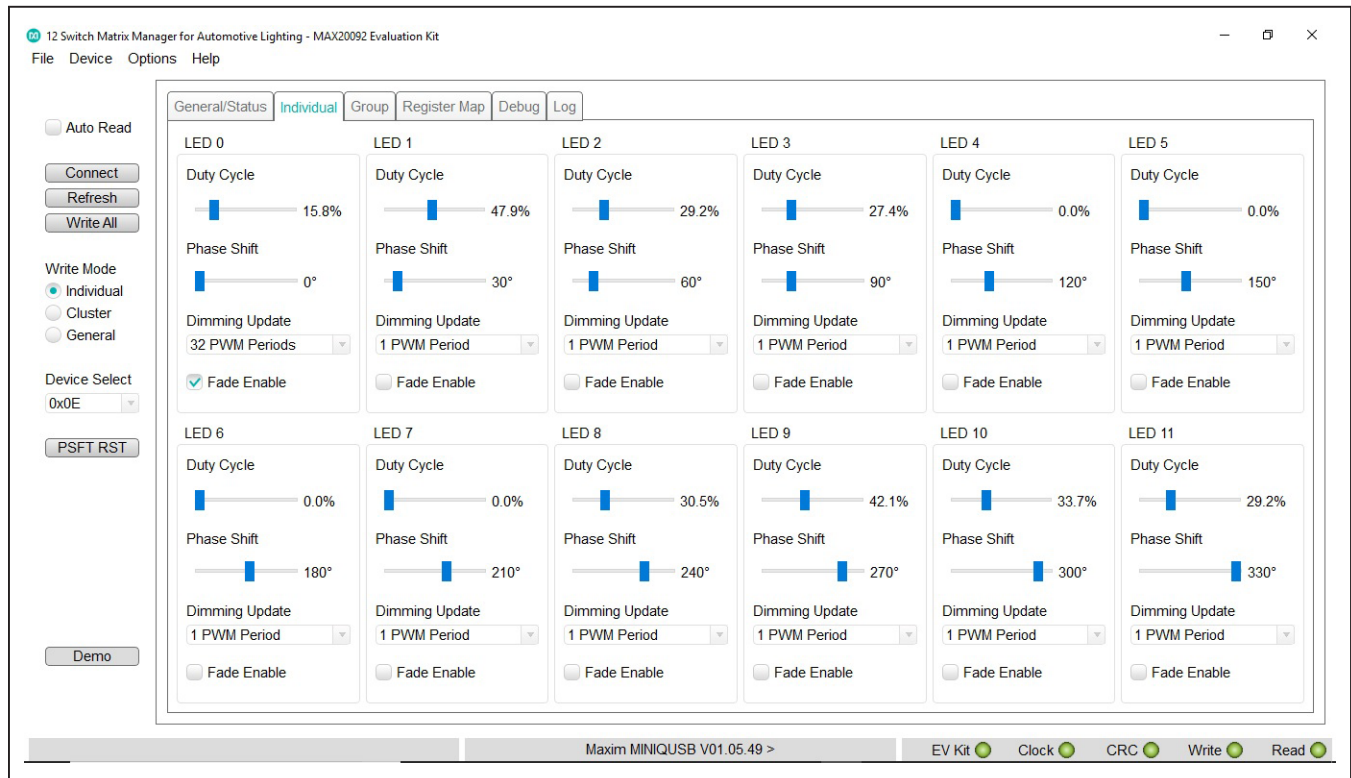 12 Switch Matrix Manager for Automotive Lighting - MAX20092 Evaluation Kit
File Device Options Help
General/Status Individual Group Register Map Debug Log
Auto Read
Connect
Refresh
Write All
Write Mode
Individual
Cluster
General
Device Select
0x0E
PSFT RST
Demo
LED 0 LED 1 LED 2 LED 3 LED 4 LED 5
Duty Cycle Duty Cycle Duty Cycle Duty Cycle Duty Cycle Duty Cycle
15.8% 47.9% 29.2% 27.4% 0.0% 0.0%
Phase Shift Phase Shift Phase Shift Phase Shift Phase Shift Phase Shift
0° 30° 60° 90° 120° 150°
Dimming Update Dimming Update Dimming Update Dimming Update Dimming Update Dimming Update
32 PWM Periods 1 PWM Period 1 PWM Period 1 PWM Period 1 PWM Period 1 PWM Period
Fade Enable Fade Enable Fade Enable Fade Enable Fade Enable Fade Enable
LED 6 LED 7 LED 8 LED 9 LED 10 LED 11
Duty Cycle Duty Cycle Duty Cycle Duty Cycle Duty Cycle Duty Cycle
0.0% 0.0% 30.5% 42.1% 33.7% 29.2%
Phase Shift Phase Shift Phase Shift Phase Shift Phase Shift Phase Shift
180° 210° 240° 270° 300° 330°
Dimming Update Dimming Update Dimming Update Dimming Update Dimming Update Dimming Update
1 PWM Period 1 PWM Period 1 PWM Period 1 PWM Period 1 PWM Period 1 PWM Period
Fade Enable Fade Enable Fade Enable Fade Enable Fade Enable Fade Enable
Maxim MINIQUSB V01.05.49 > EV Kit Clock CRC Write Read